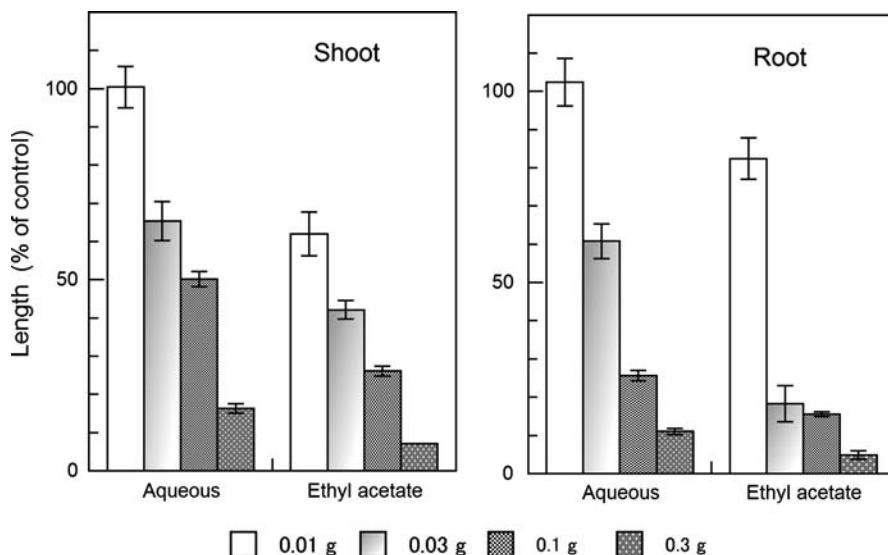 Shoot
Root
Length (% of control)
100
50
0
100
50
0
Aqueous
Ethyl acetate
Aqueous
Ethyl acetate
0.01 g
0.03 g
0.1 g
0.3 g